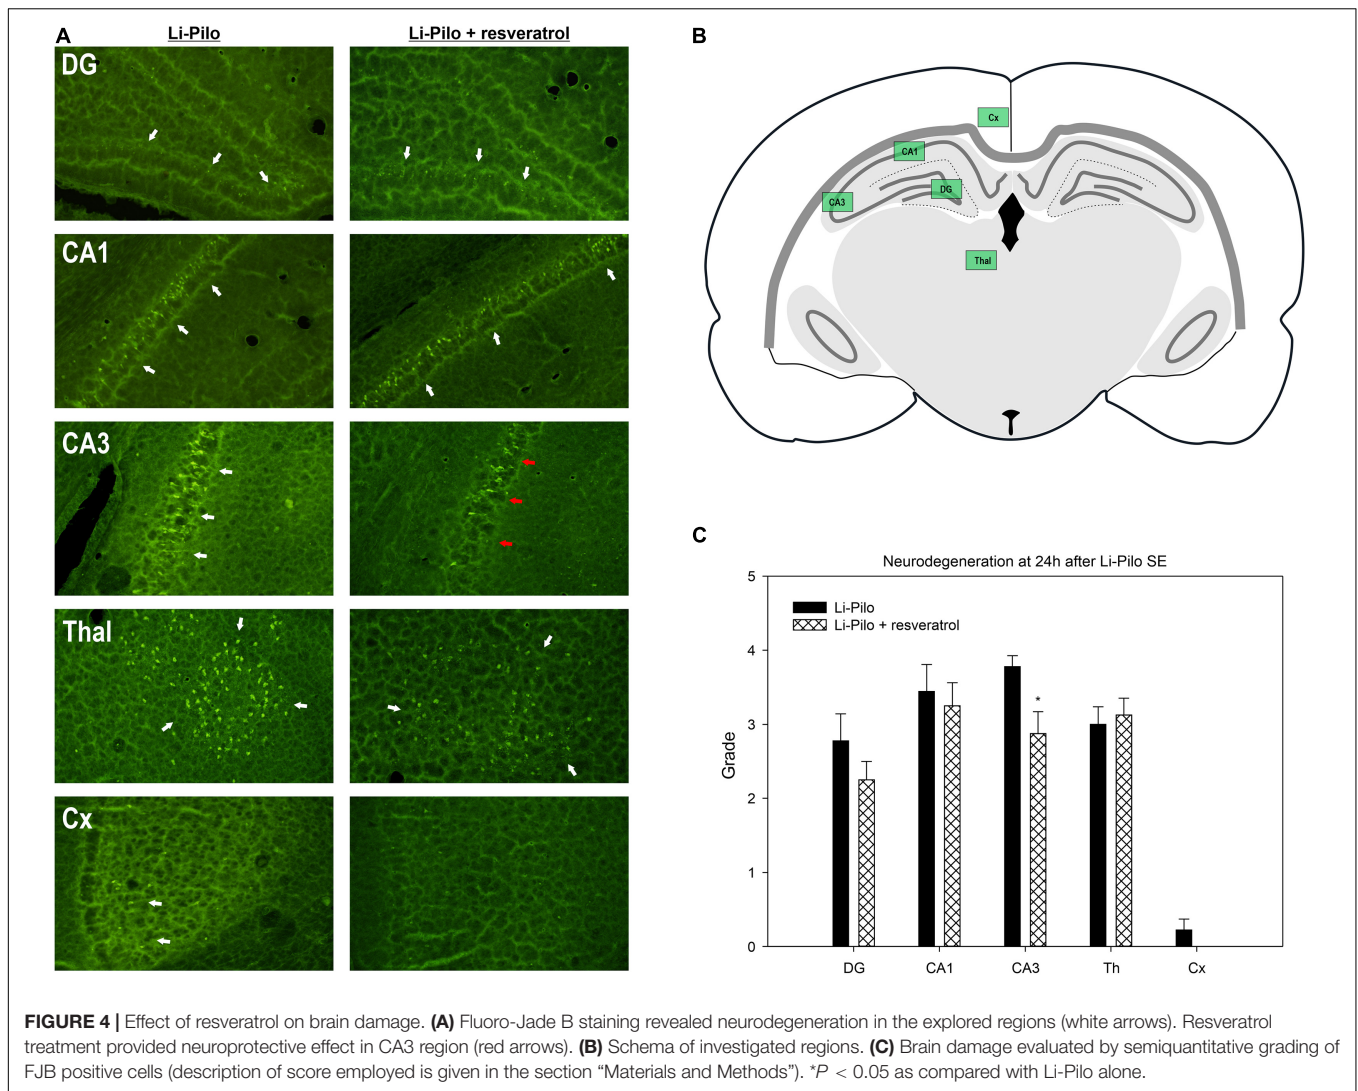 A
Li-Pilo
Li-Pilo + resveratrol
DG
CA1
CA3
Thal
Cx
B
Cx
CA1
DG
CA3
Thal
C
Neurodegeneration at 24h after Li-Pilo SE
5
4
3
2
1
0
Grade
Li-Pilo
Li-Pilo + resveratrol
*
DG CA1 CA3 Th Cx
FIGURE 4 | Effect of resveratrol on brain damage. (A) Fluoro-Jade B staining revealed neurodegeneration in the explored regions (white arrows). Resveratrol
treatment provided neuroprotective effect in CA3 region (red arrows). (B) Schema of investigated regions. (C) Brain damage evaluated by semiquantitative grading of
FJB positive cells (description of score employed is given in the section “Materials and Methods”). *P < 0.05 as compared with Li-Pilo alone.